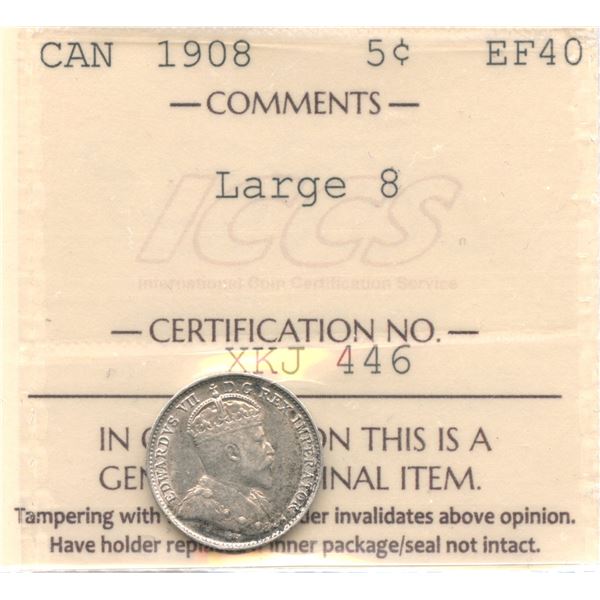 CAN 1908 5¢ EF40
— COMMENTS —
Large 8
ICCS
International Coin Certification Service
— CERTIFICATION NO. —
XKJ 446
EDWARDVS VII D.G. REX IMPERATOR
IN ON THIS IS A
GEN INAL ITEM.
Tampering with der invalidates above opinion.
Have holder repla inner package/seal not intact.